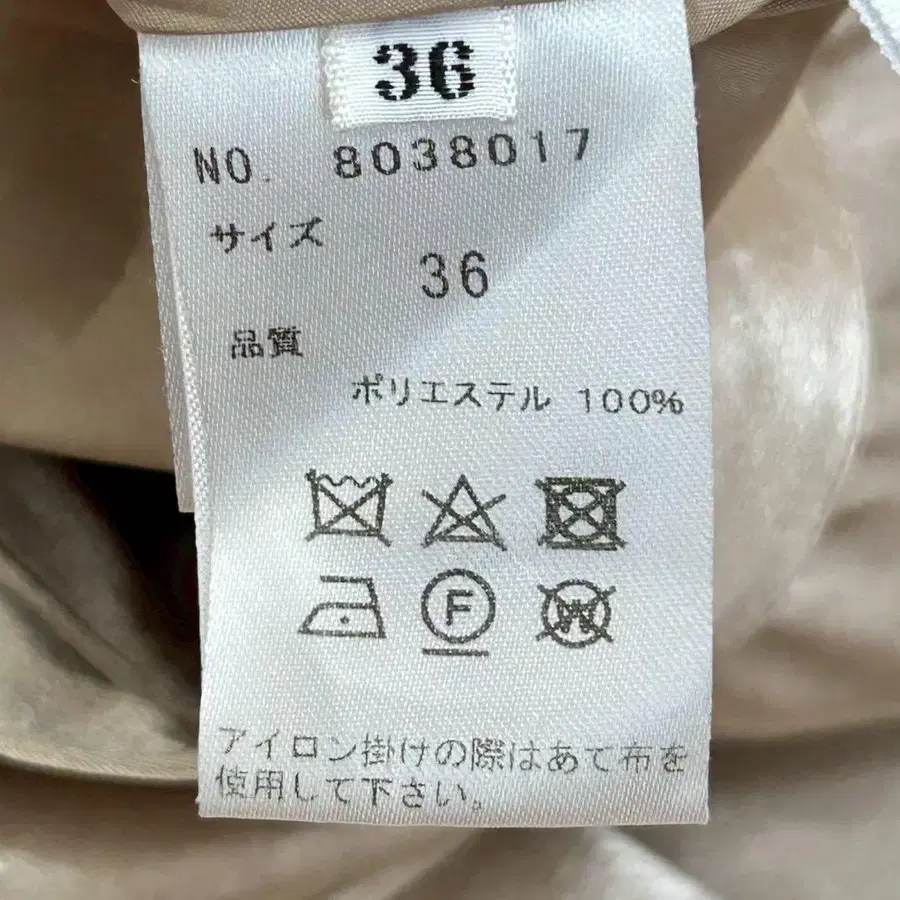 36
NO. 8038017
サイズ
36
品質
ポリエステル 100%
F
W
アイロン掛けの際はあて布を
使用して下さい。